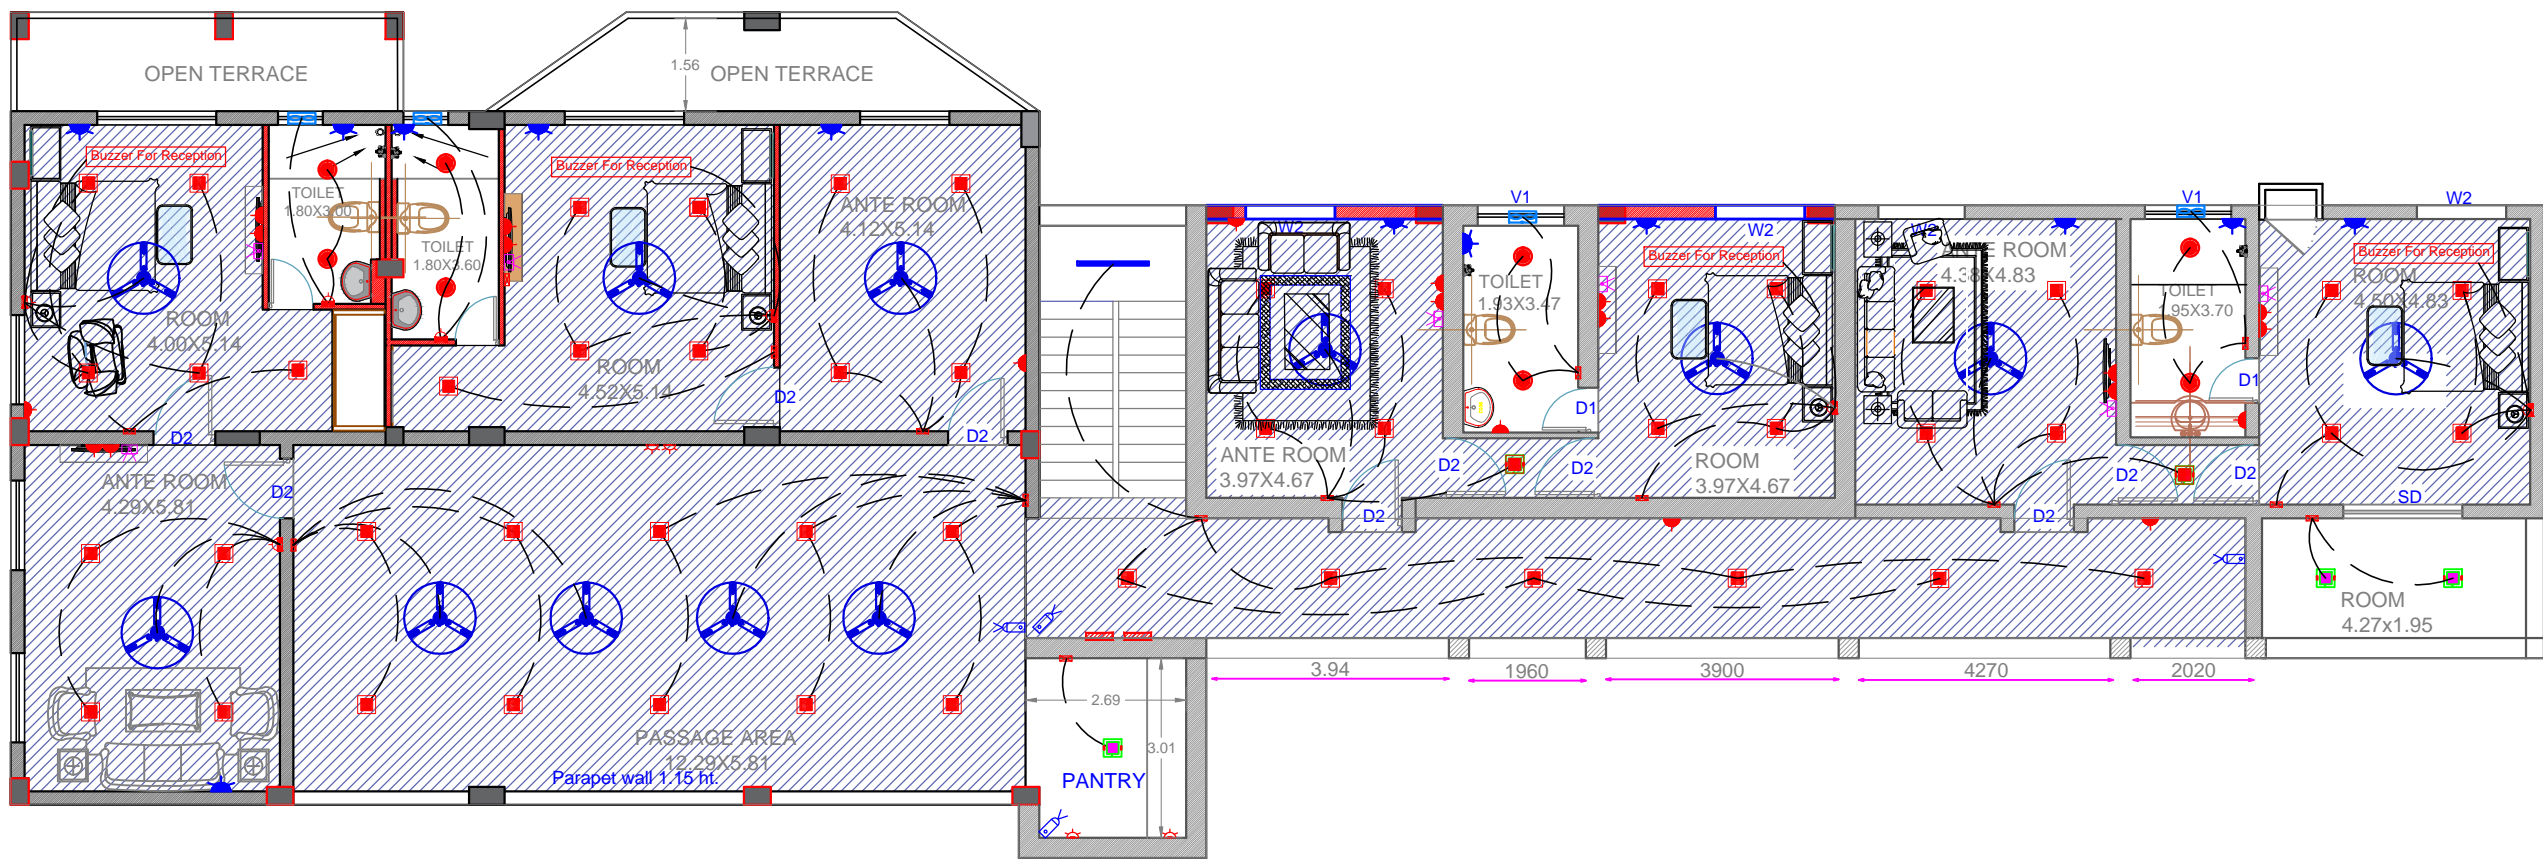 OPEN TERRACE
1.56
OPEN TERRACE
Buzzer For Reception
TOILET
1.80X3.00
ROOM
4.00X5.14
TOILET
1.80X3.60
Buzzer For Reception
ROOM
4.52X5.14
D2
ANTE ROOM
4.12X5.14
D2
D2
ANTE ROOM
4.29X5.81
D2
PASSAGE AREA
12.29X5.81
Parapet wall 1.15 ht.
W2
ANTE ROOM
3.97X4.67
D2
V1
TOILET
1.93X3.47
D1
D2
D2
W2
Buzzer For Reception
ROOM
3.97X4.67
W2
ROOM
4.38X4.83
D2
V1
TOILET
95X3.70
D1
D2
D2
W2
Buzzer For Reception
ROOM
4.50X4.83
SD
ROOM
4.27x1.95
3.94
1960
3900
4270
2020
2.69
3.01
PANTRY